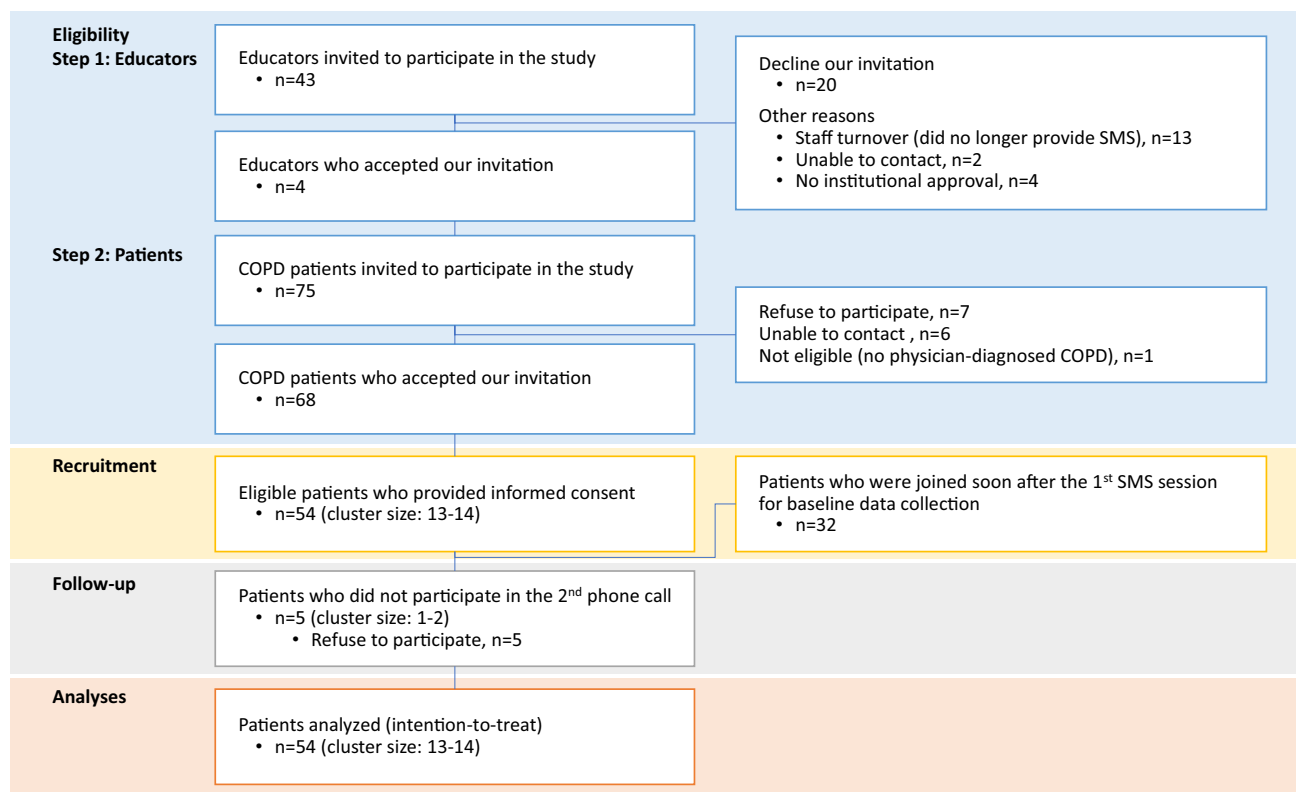 Eligibility
Step 1: Educators
Educators invited to participate in the study
• n=43
Decline our invitation
• n=20
Other reasons
• Staff turnover (did no longer provide SMS), n=13
• Unable to contact, n=2
• No institutional approval, n=4
Educators who accepted our invitation
• n=4
Step 2: Patients
COPD patients invited to participate in the study
• n=75
Refuse to participate, n=7
Unable to contact , n=6
Not eligible (no physician-diagnosed COPD), n=1
COPD patients who accepted our invitation
• n=68
Recruitment
Eligible patients who provided informed consent
• n=54 (cluster size: 13-14)
Patients who were joined soon after the 1st SMS session
for baseline data collection
• n=32
Follow-up
Patients who did not participate in the 2nd phone call
• n=5 (cluster size: 1-2)
• Refuse to participate, n=5
Analyses
Patients analyzed (intention-to-treat)
• n=54 (cluster size: 13-14)